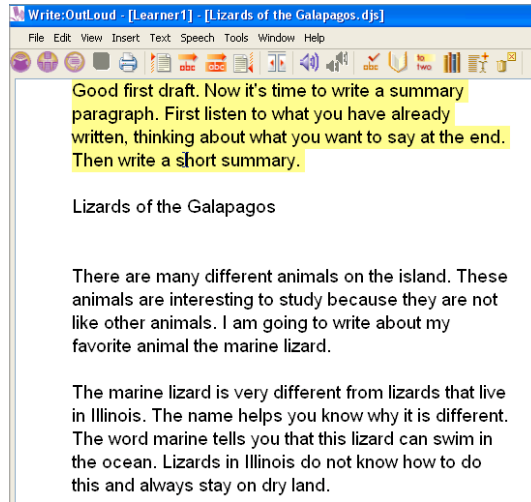 Write:OutLoud - [Learner1] - [Lizards of the Galapagos.djs]
File Edit View Insert Text Speech Tools Window Help
abc abc abc to two
Good first draft. Now it's time to write a summary
paragraph. First listen to what you have already
written, thinking about what you want to say at the end.
Then write a short summary.
Lizards of the Galapagos
There are many different animals on the island. These
animals are interesting to study because they are not
like other animals. I am going to write about my
favorite animal the marine lizard.
The marine lizard is very different from lizards that live
in Illinois. The name helps you know why it is different.
The word marine tells you that this lizard can swim in
the ocean. Lizards in Illinois do not know how to do
this and always stay on dry land.